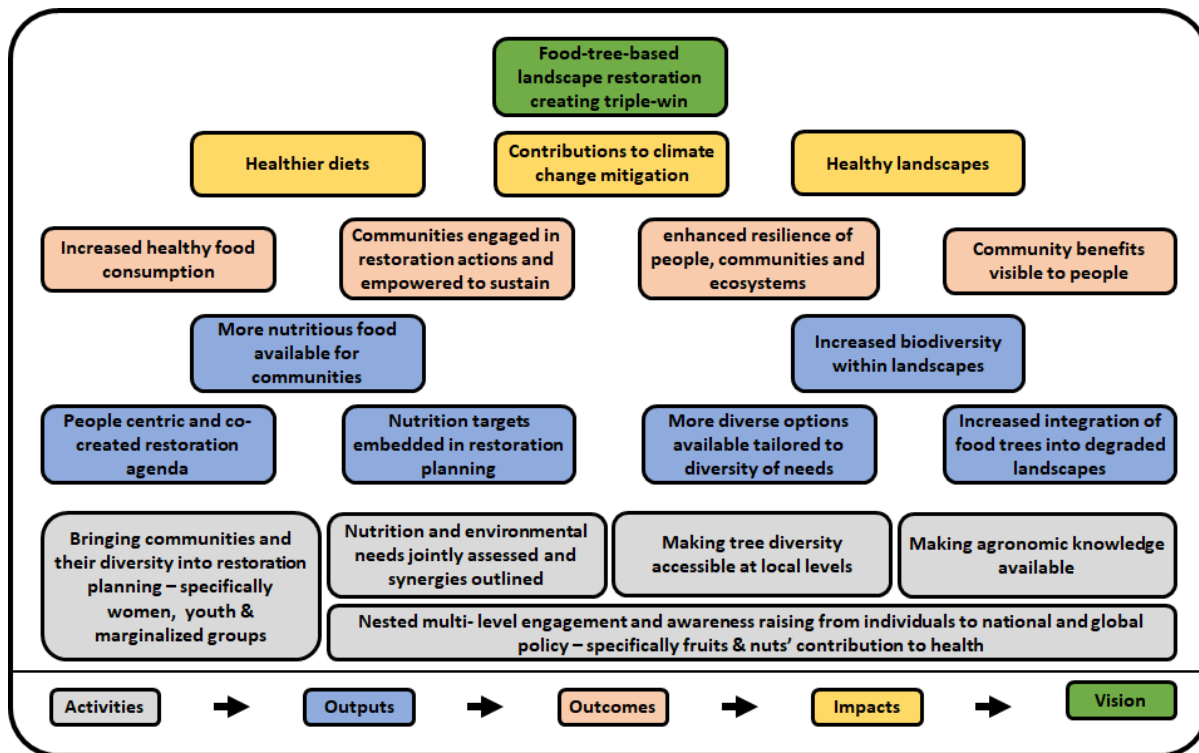 Food-tree-based
landscape restoration
creating triple-win
Healthier diets
Contributions to climate
change mitigation
Healthy landscapes
Increased healthy food
consumption
Communities engaged in
restoration actions and
empowered to sustain
enhanced resilience of
people, communities and
ecosystems
Community benefits
visible to people
More nutritious food
available for
communities
Increased biodiversity
within landscapes
People centric and co-
created restoration
agenda
Nutrition targets
embedded in restoration
planning
More diverse options
available tailored to
diversity of needs
Increased integration of
food trees into degraded
landscapes
Bringing communities and
their diversity into restoration
planning – specifically
women, youth &
marginalized groups
Nutrition and environmental
needs jointly assessed and
synergies outlined
Making tree diversity
accessible at local levels
Making agronomic knowledge
available
Nested multi- level engagement and awareness raising from individuals to national and global
policy – specifically fruits & nuts’ contribution to health
Activities
Outputs
Outcomes
Impacts
Vision